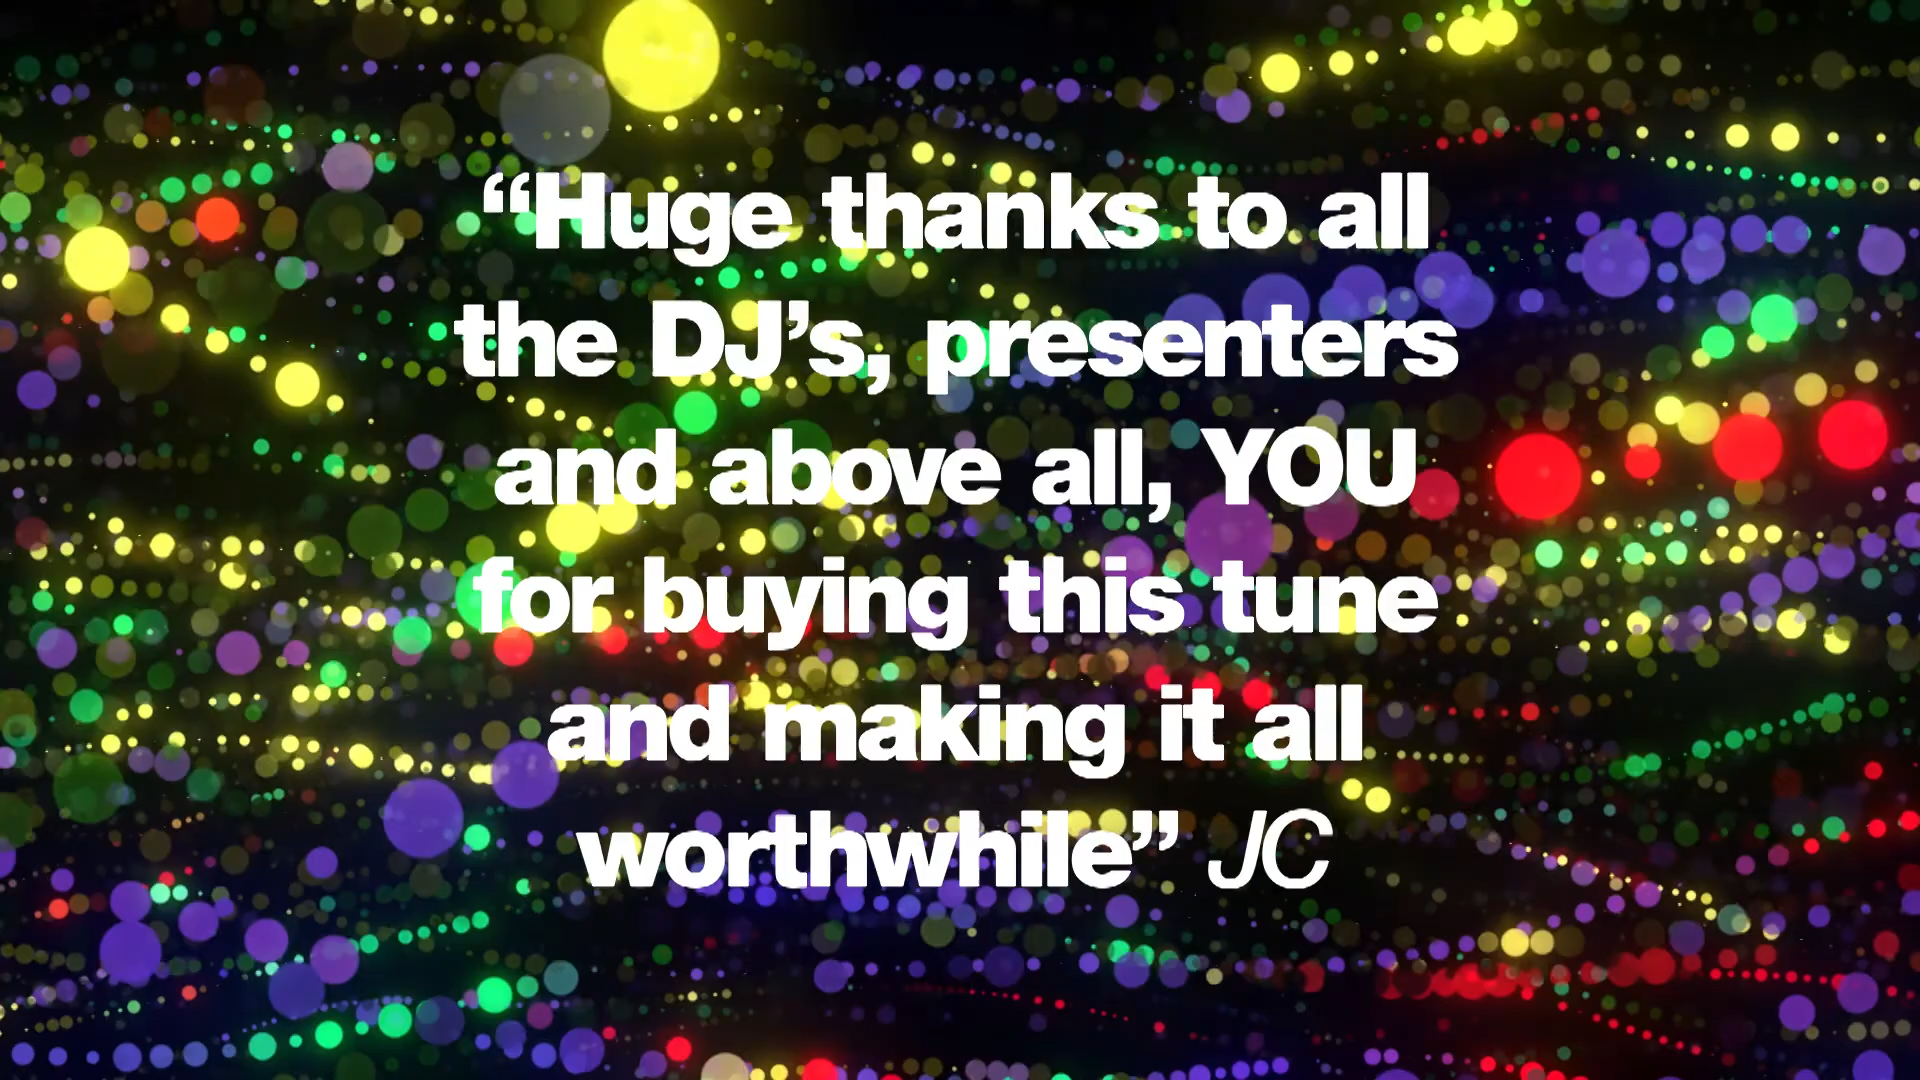 “Huge thanks to all
the DJ’s, presenters
and above all, YOU
for buying this tune
and making it all
worthwhile” JC